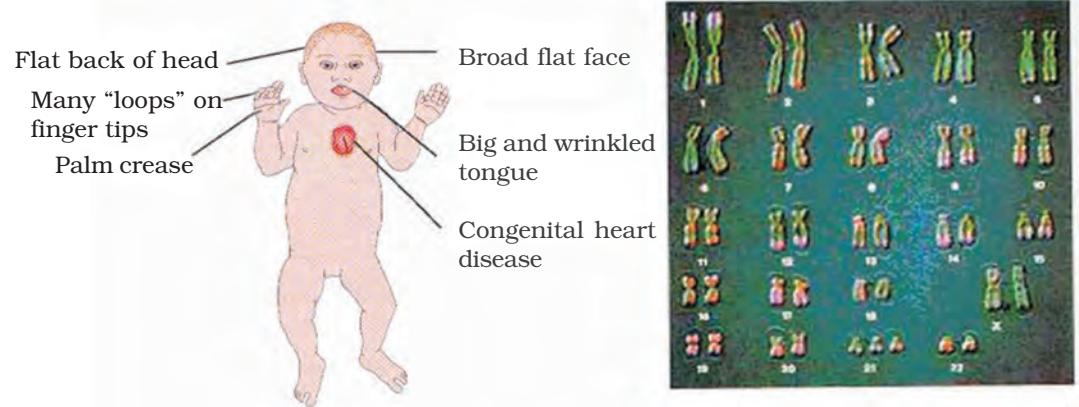 Flat back of head
Many “loops” on
finger tips
Palm crease
Broad flat face
Big and wrinkled
tongue
Congenital heart
disease
1 2 3 4 5
6 7 8 9 10
11 12 13 14 15
16 17 18 X
19 20 21 22